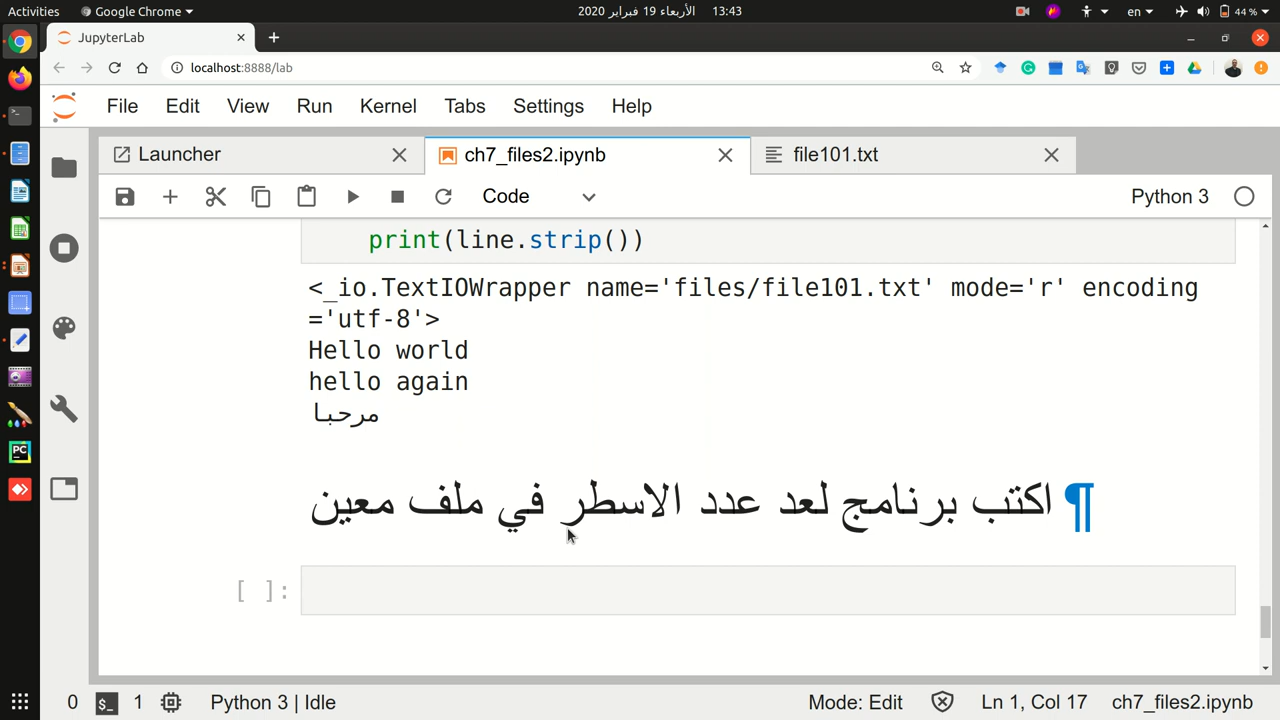 Activities
Google Chrome
الأربعاء 19 فبراير 2020
13:43
en
44 %
JupyterLab
localhost:8888/lab
File Edit View Run Kernel Tabs Settings Help
Launcher
ch7_files2.ipynb
file101.txt
Code
Python 3
print(line.strip())
<_io.TextIOWrapper name='files/file101.txt' mode='r' encoding
='utf-8'>
Hello world
hello again
مرحبا
اكتب برنامج لعد عدد الاسطر في ملف معين ¶
[ ]:
0
$_
1
Python 3 | Idle
Mode: Edit
Ln 1, Col 17
ch7_files2.ipynb
PC